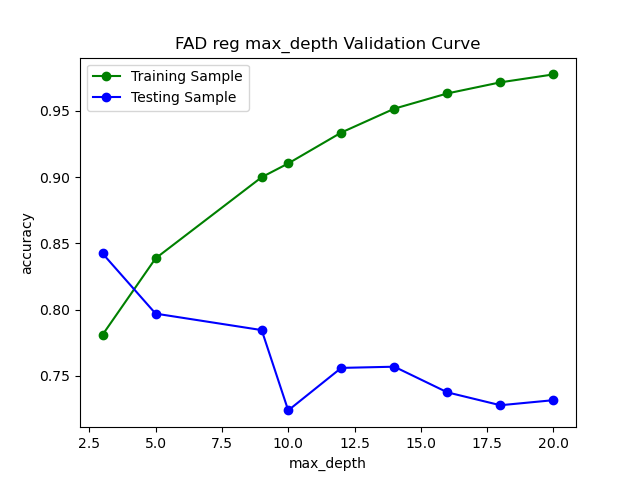 FAD reg max_depth Validation Curve
Training Sample
Testing Sample
accuracy
0.95
0.90
0.85
0.80
0.75
2.5 5.0 7.5 10.0 12.5 15.0 17.5 20.0
max_depth